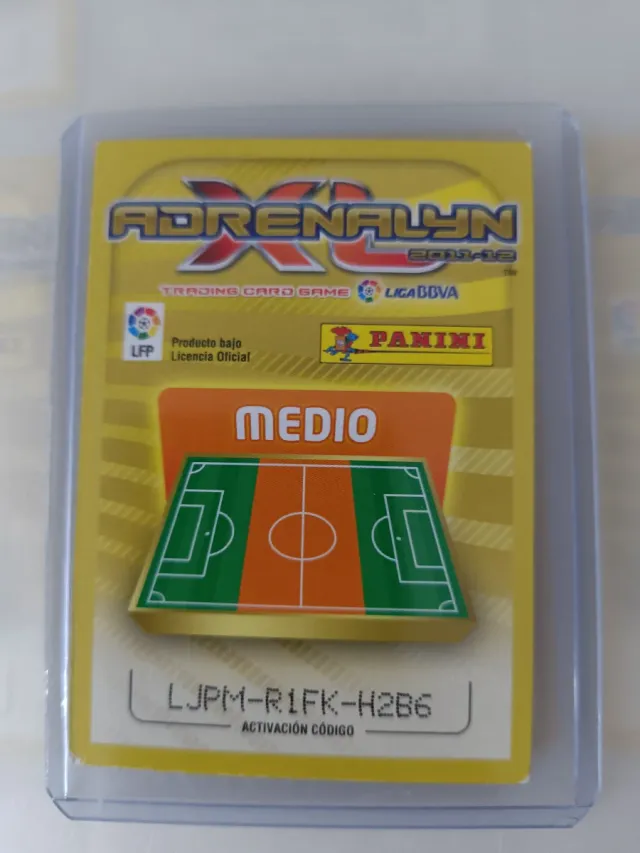 ADRENALYN
XL
2011-12
TM
TRADING CARD GAME LIGA BBVA
LFP
Producto bajo
Licencia Oficial
PANINI
MEDIO
LJPM-R1FK-H2B6
ACTIVACIÓN CÓDIGO